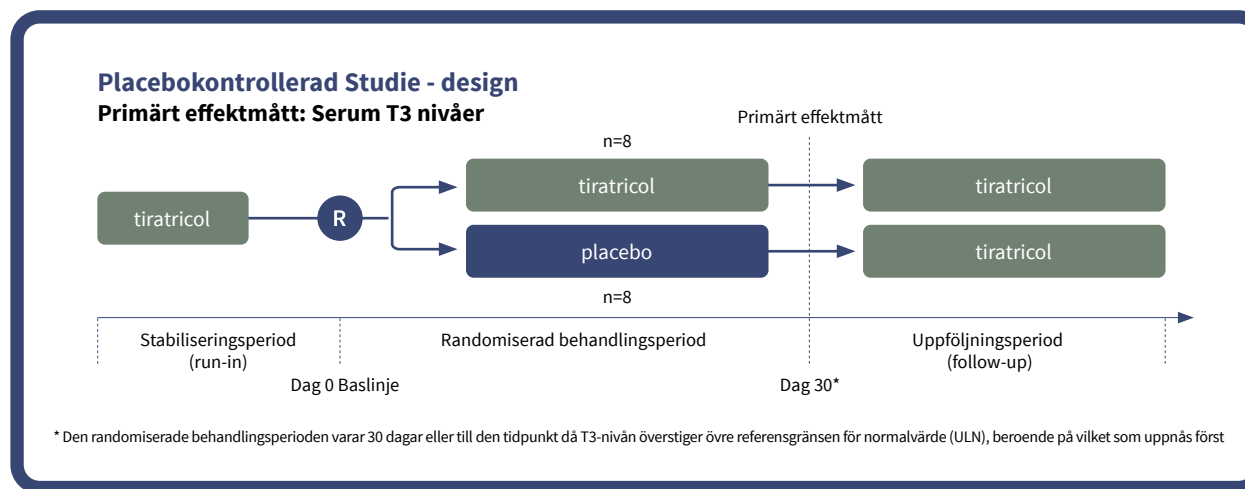 Placebokontrollerad Studie - design
Primärt effektmått: Serum T3 nivåer
Primärt effektmått
n=8
tiratricol
tiratricol
tiratricol
R
placebo
tiratricol
n=8
Stabiliseringsperiod
(run-in)
Randomiserad behandlingsperiod
Uppföljningsperiod
(follow-up)
Dag 0 Baslinje
Dag 30*
* Den randomiserade behandlingsperioden varar 30 dagar eller till den tidpunkt då T3-nivån överstiger övre referensgränsen för normalvärde (ULN), beroende på vilket som uppnås först